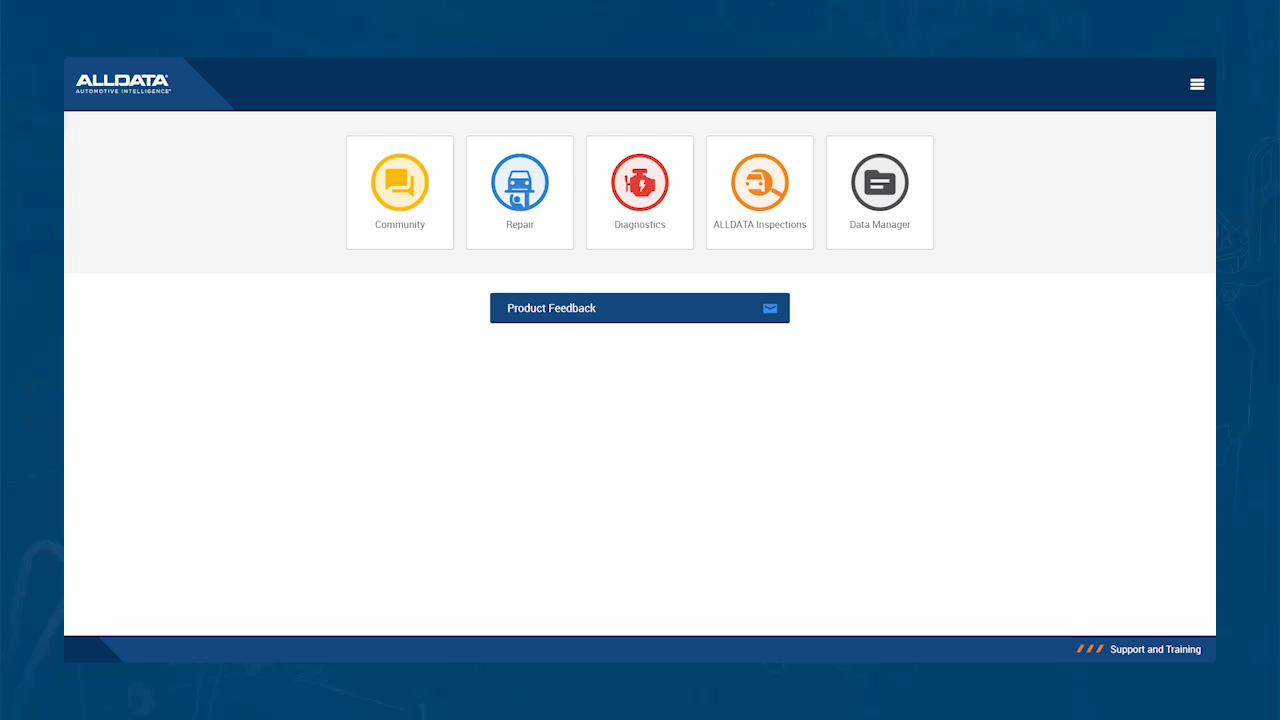 ALLDATA
AUTOMOTIVE INTELLIGENCE
Community
Repair
Diagnostics
ALLDATA Inspections
Data Manager
Product Feedback
Support and Training